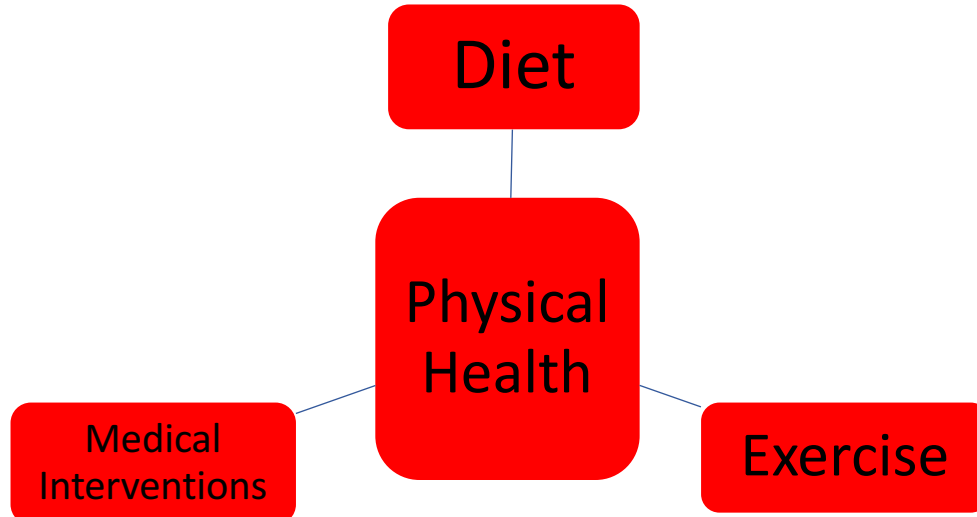 Diet
Physical
Health
Medical
Interventions
Exercise